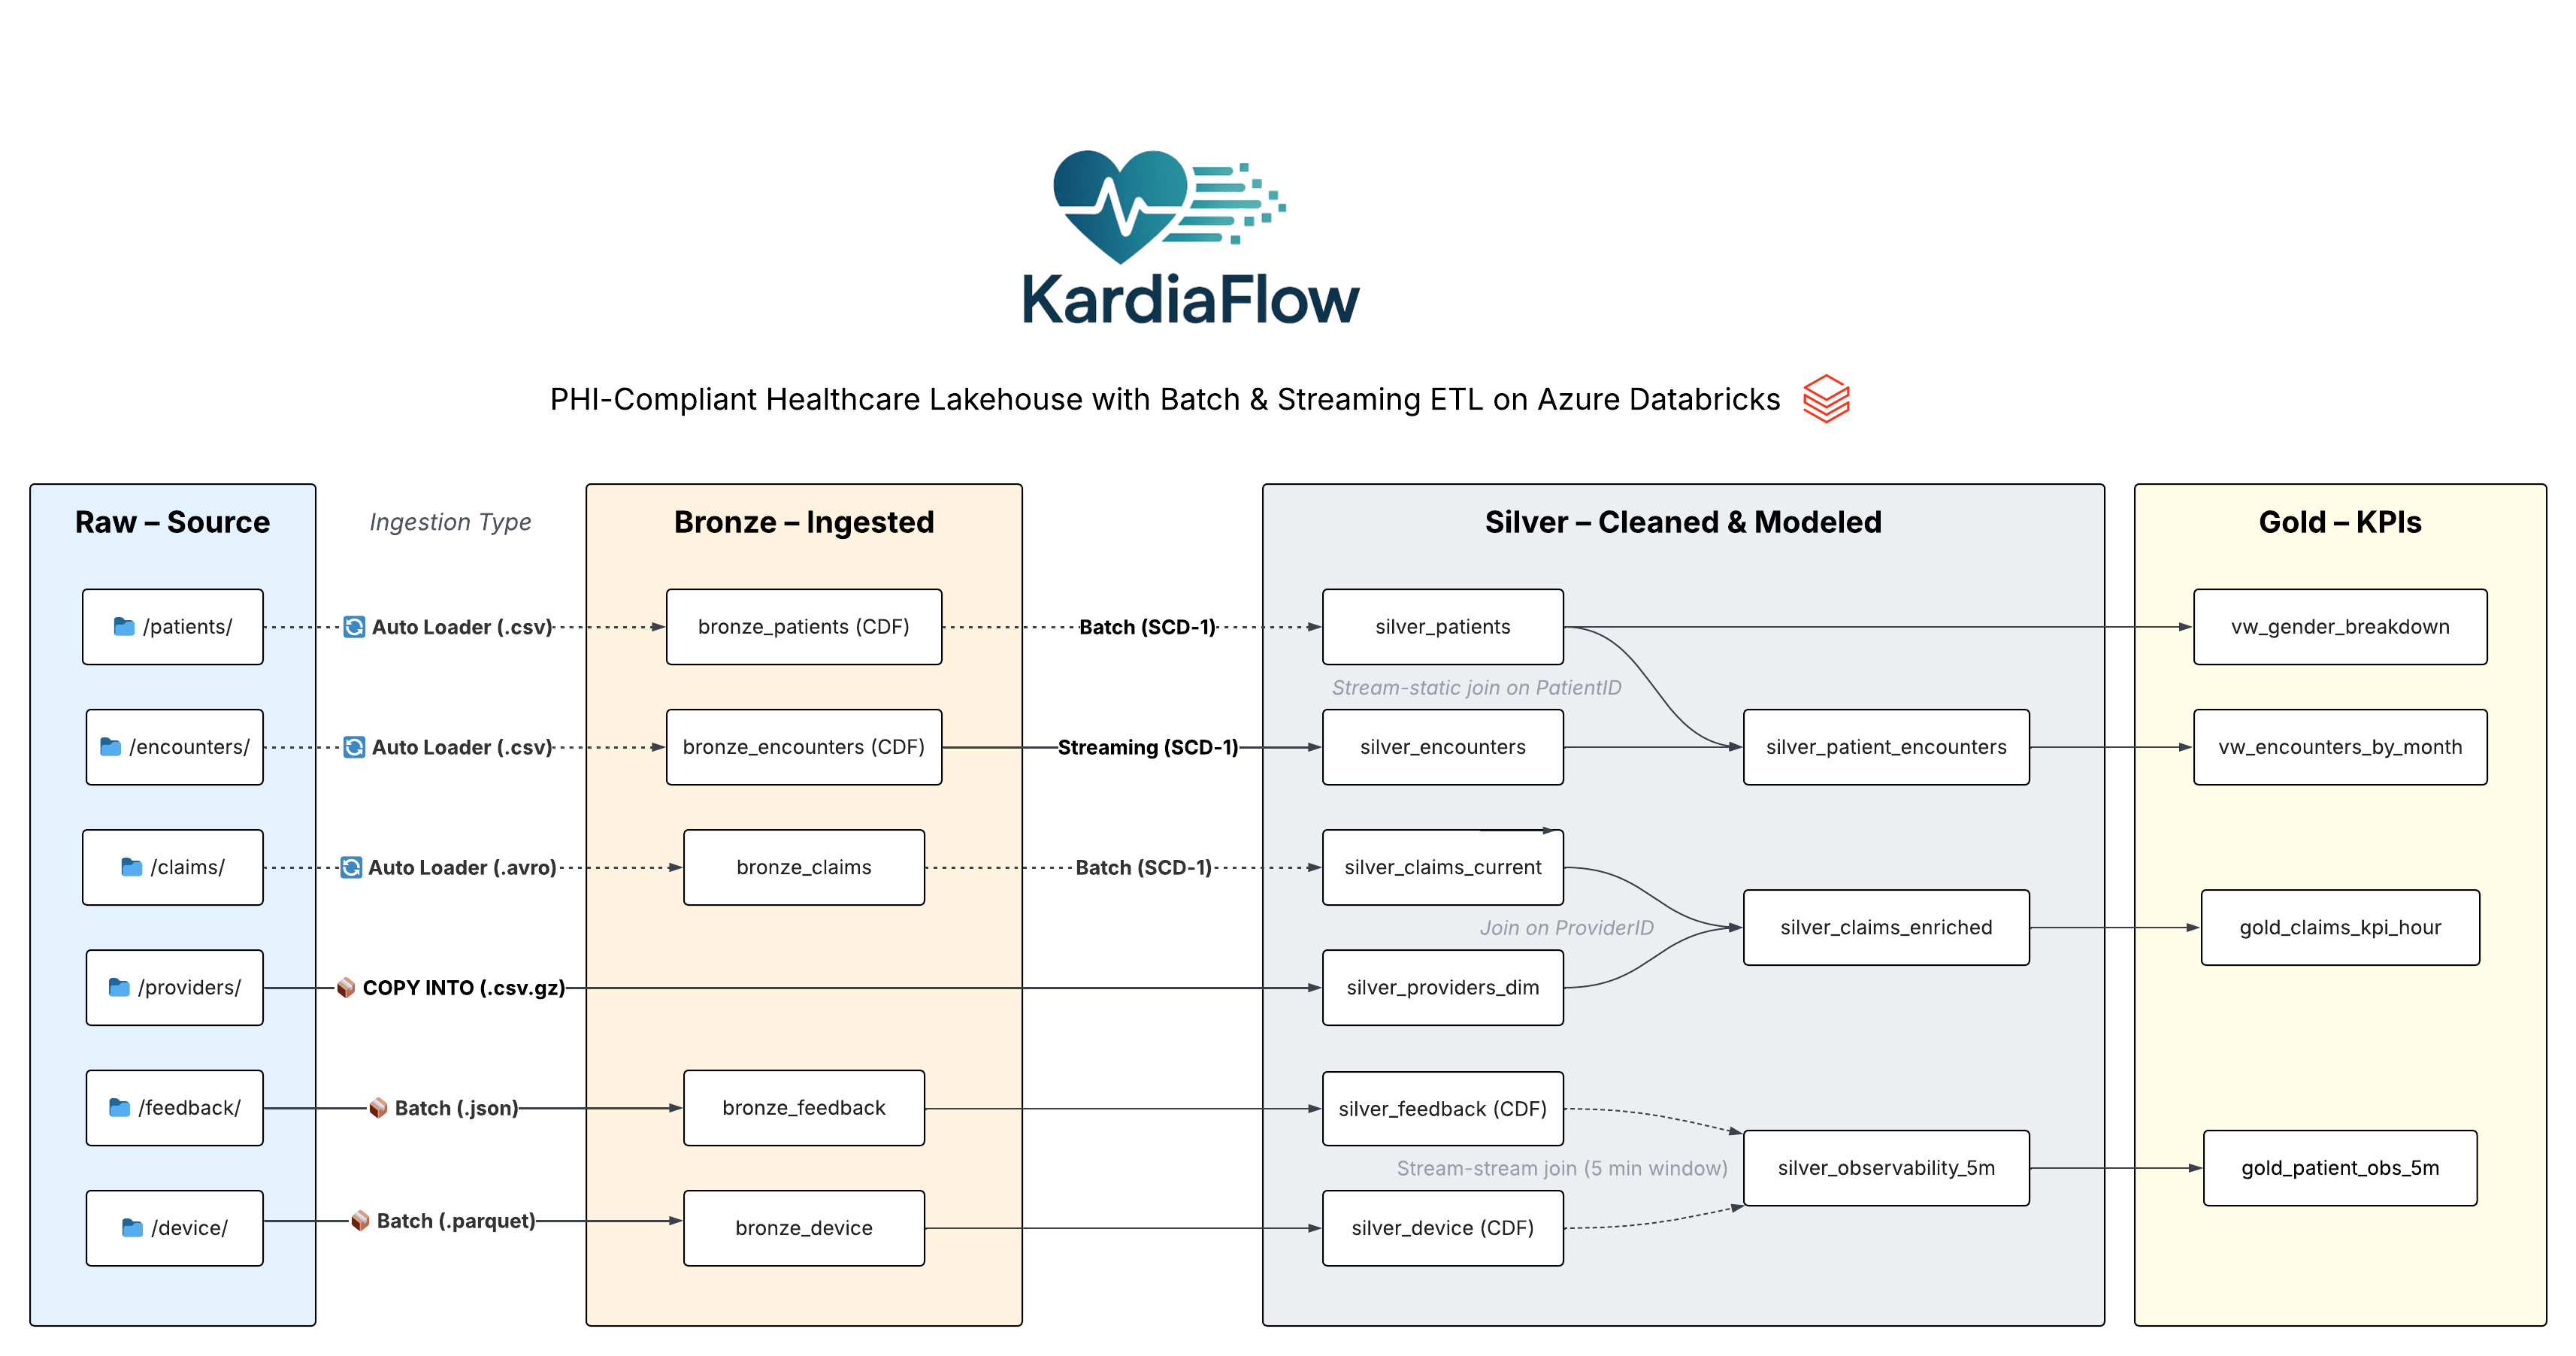 KardiaFlow
PHI-Compliant Healthcare Lakehouse with Batch & Streaming ETL on Azure Databricks
Raw – Source
Ingestion Type
Bronze – Ingested
Silver – Cleaned & Modeled
Gold – KPIs
/patients/
Auto Loader (.csv)
bronze_patients (CDF)
Batch (SCD-1)
silver_patients
vw_gender_breakdown
Stream-static join on PatientID
/encounters/
Auto Loader (.csv)
bronze_encounters (CDF)
Streaming (SCD-1)
silver_encounters
silver_patient_encounters
vw_encounters_by_month
/claims/
Auto Loader (.avro)
bronze_claims
Batch (SCD-1)
silver_claims_current
Join on ProviderID
silver_claims_enriched
gold_claims_kpi_hour
/providers/
COPY INTO (.csv.gz)
silver_providers_dim
/feedback/
Batch (.json)
bronze_feedback
silver_feedback (CDF)
Stream-stream join (5 min window)
silver_observability_5m
gold_patient_obs_5m
/device/
Batch (.parquet)
bronze_device
silver_device (CDF)